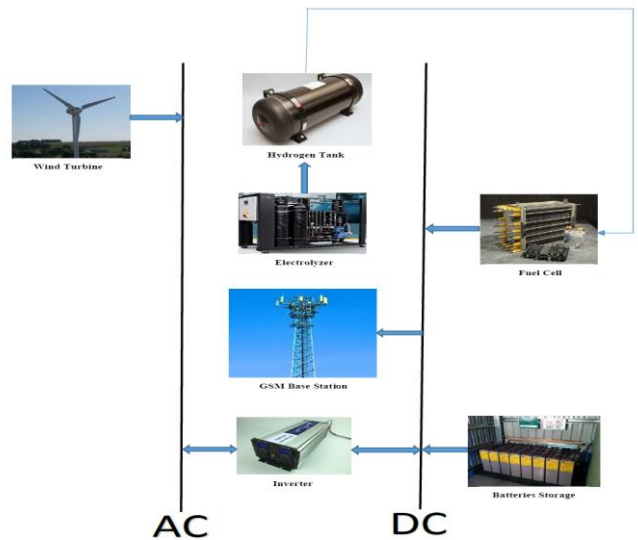 Hydrogen Tank
Wind Turbine
Electrolyzer
Fuel Cell
GSM Base Station
Inverter
Batteries Storage
AC
DC